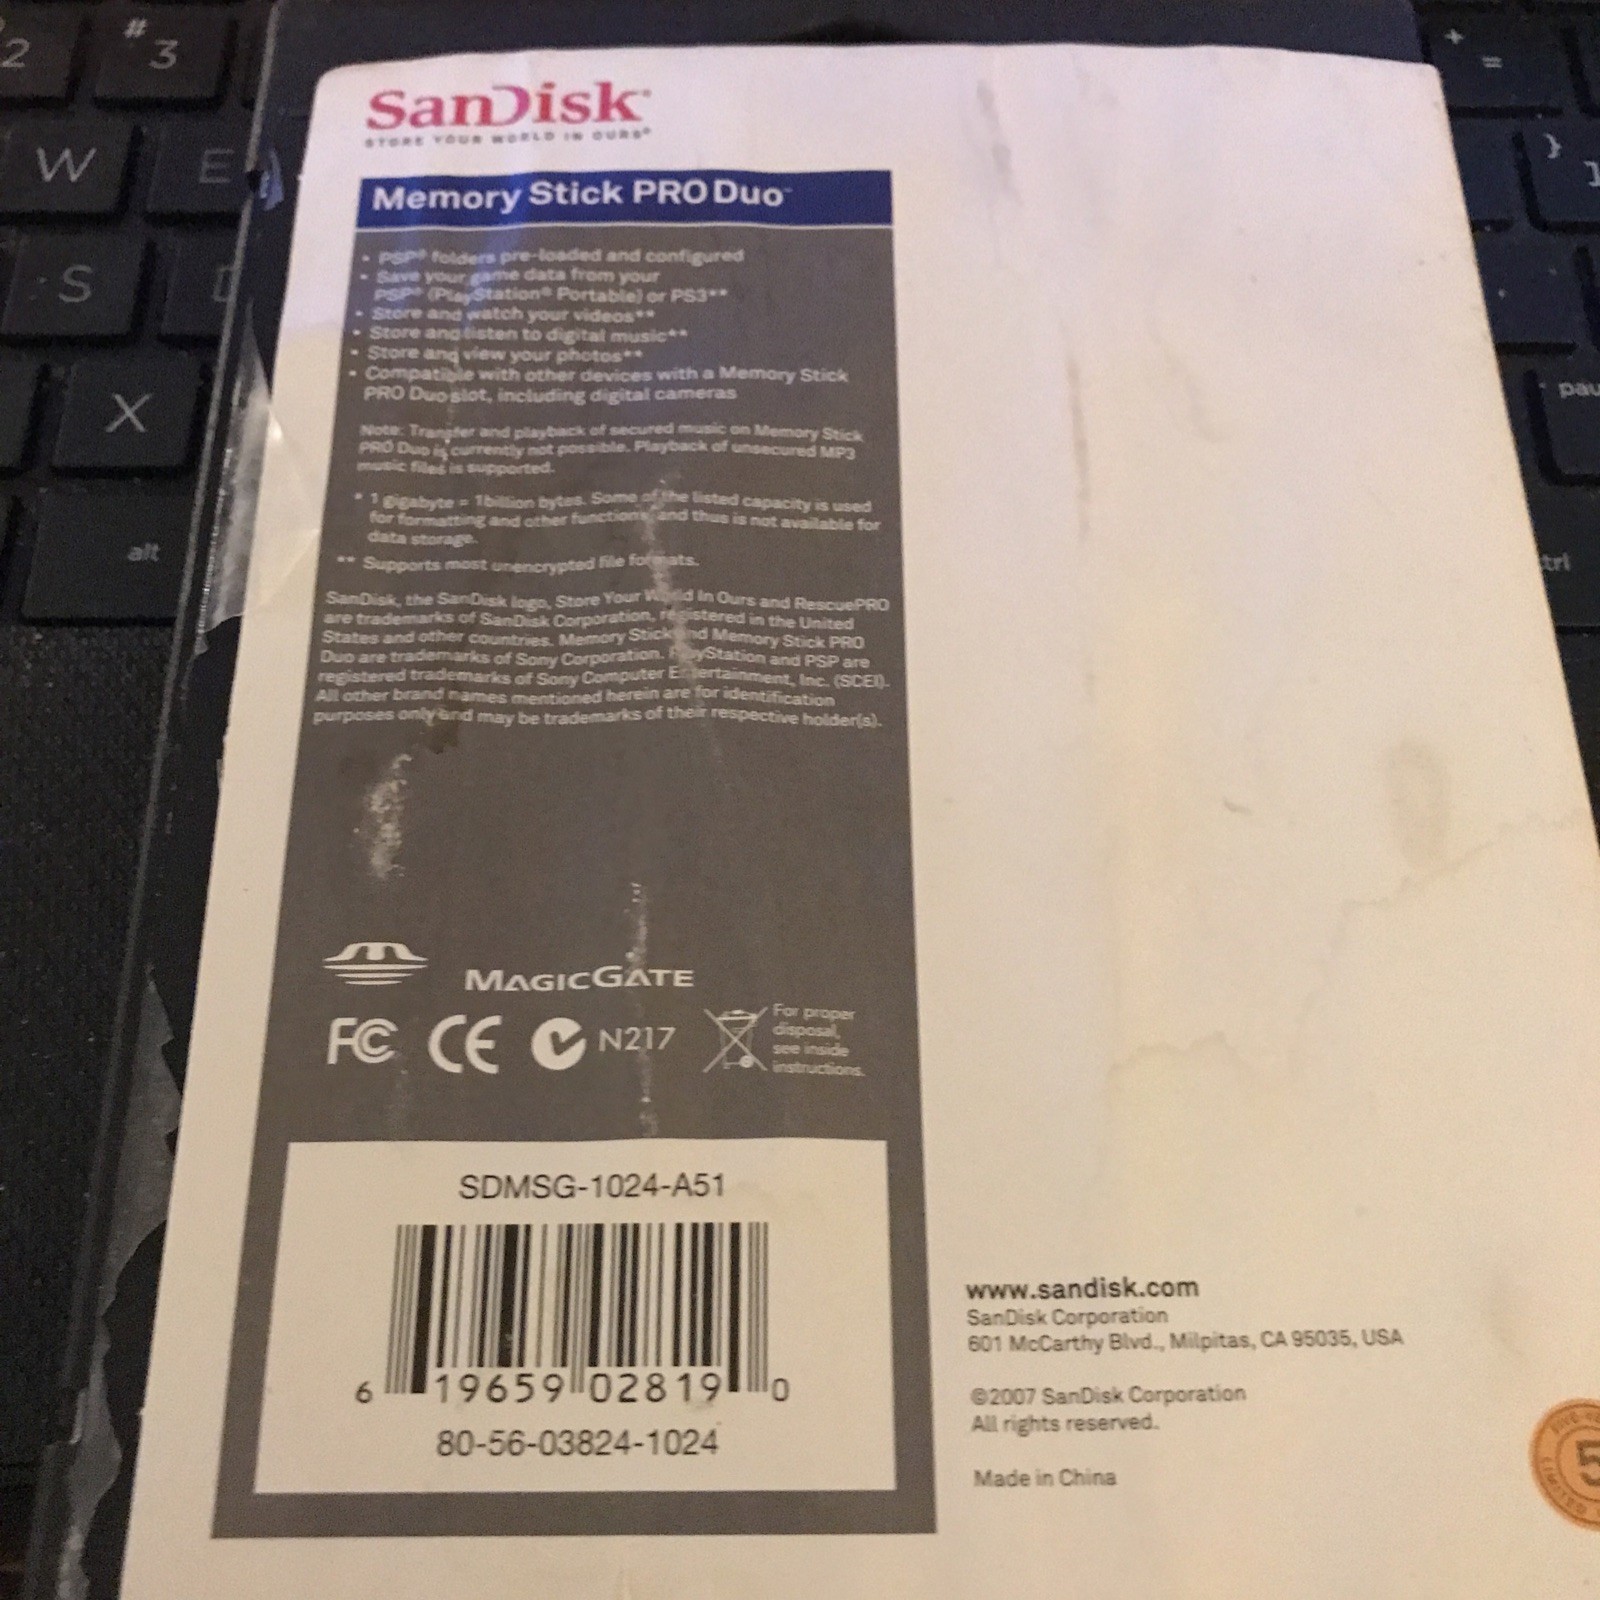 SanDisk
STORE YOUR WORLD IN OURS®
Memory Stick PRO Duo™
• PSP® folders pre-loaded and configured
• Save your game data from your
PSP® (PlayStation® Portable) or PS3**
• Store and watch your videos**
• Store and listen to digital music**
• Store and view your photos**
• Compatible with other devices with a Memory Stick
PRO Duo slot, including digital cameras
Note: Transfer and playback of secured music on Memory Stick
PRO Duo is currently not possible. Playback of unsecured MP3
music files is supported.
* 1 gigabyte = 1 billion bytes. Some of the listed capacity is used
for formatting and other functions, and thus is not available for
data storage.
** Supports most unencrypted file formats.
SanDisk, the SanDisk logo, Store Your World In Ours and RescuePRO
are trademarks of SanDisk Corporation, registered in the United
States and other countries. Memory Stick and Memory Stick PRO
Duo are trademarks of Sony Corporation. PlayStation and PSP are
registered trademarks of Sony Computer Entertainment, Inc. (SCEI).
All other brand names mentioned herein are for identification
purposes only and may be trademarks of their respective holder(s).
MAGICGATE
FC CE N217
For proper
disposal,
see inside
instructions.
SDMSG-1024-A51
6 19659 02819 0
80-56-03824-1024
www.sandisk.com
SanDisk Corporation
601 McCarthy Blvd., Milpitas, CA 95035, USA
©2007 SanDisk Corporation
All rights reserved.
Made in China
5
LIMITED
2
#
3
W
E
S
X
alt
+
=
}
]